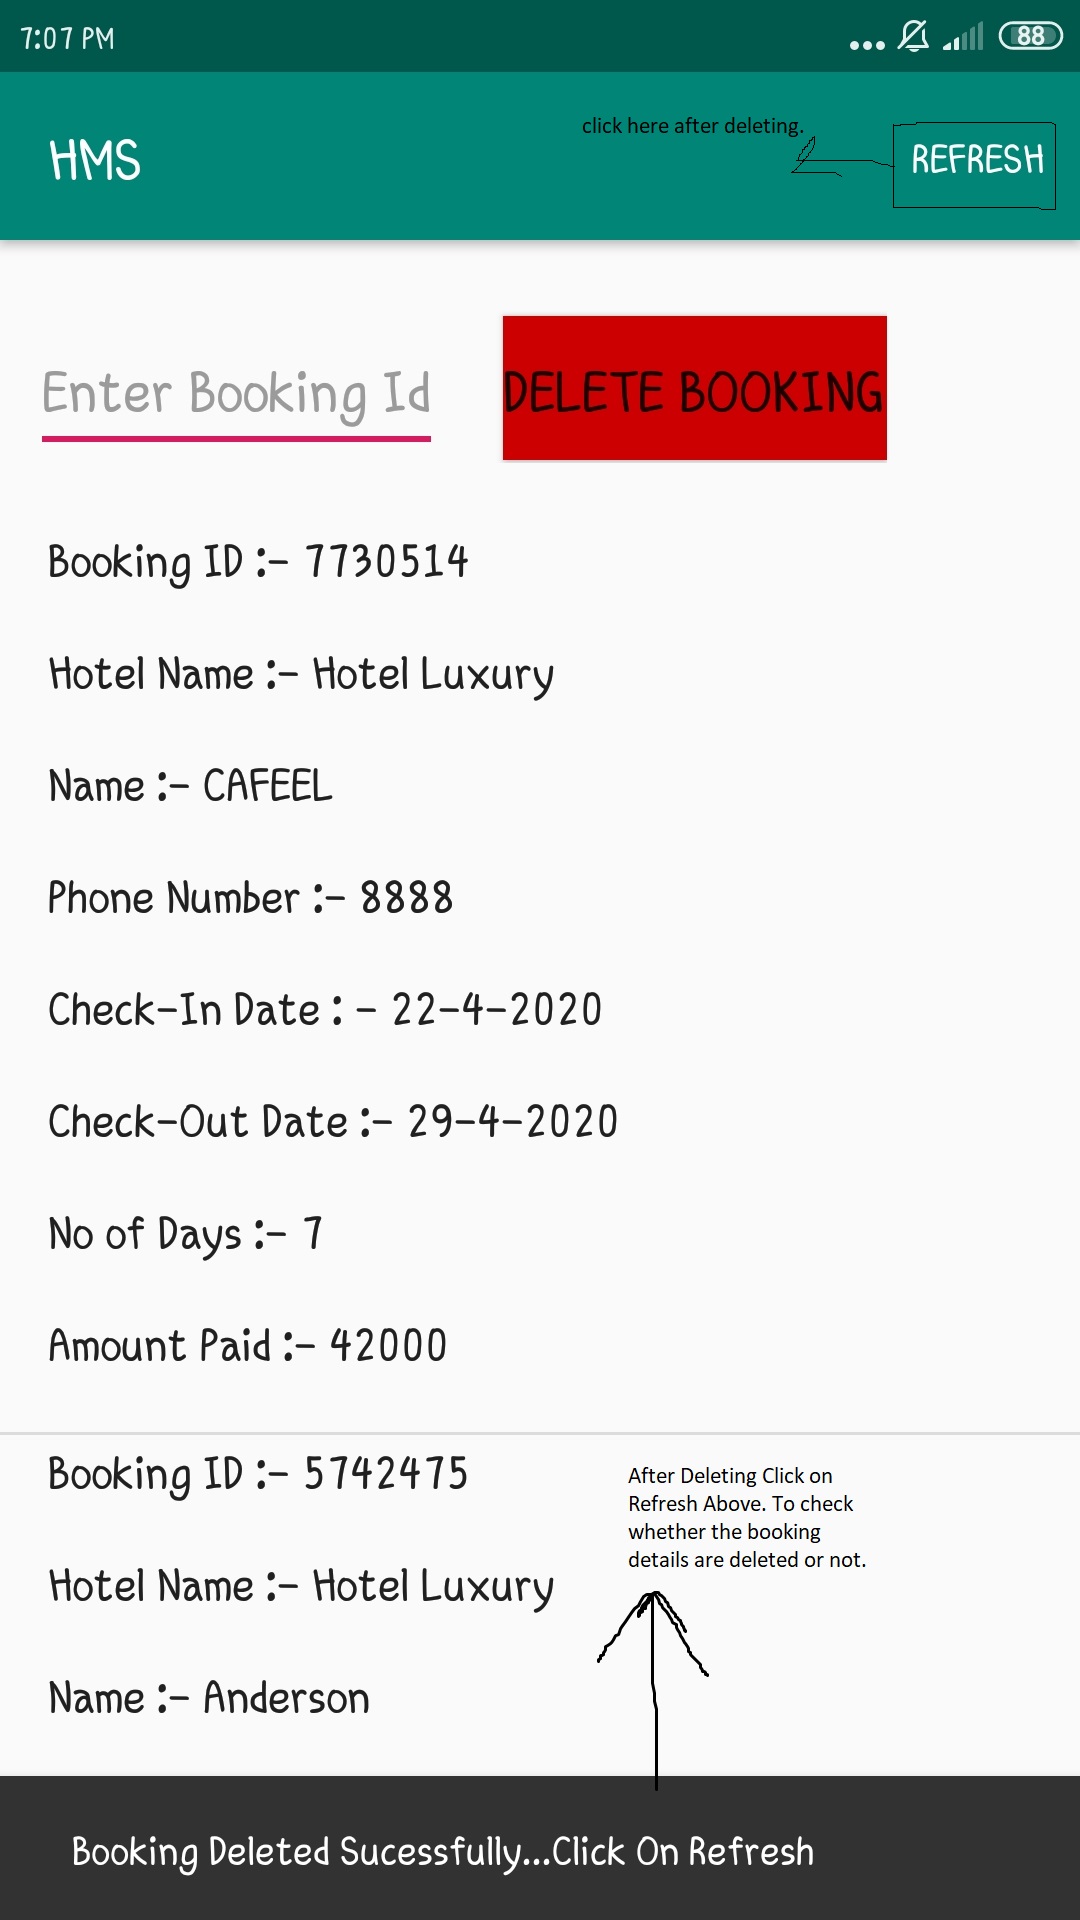 7:07 PM
88
click here after deleting.
HMS
REFRESH
Enter Booking Id
DELETE BOOKING
Booking ID :- 7730514
Hotel Name :- Hotel Luxury
Name :- CAFEEL
Phone Number :- 8888
Check-In Date : - 22-4-2020
Check-Out Date :- 29-4-2020
No of Days :- 7
Amount Paid :- 42000
Booking ID :- 5742475
Hotel Name :- Hotel Luxury
Name :- Anderson
After Deleting Click on
Refresh Above. To check
whether the booking
details are deleted or not.
Booking Deleted Sucessfully...Click On Refresh